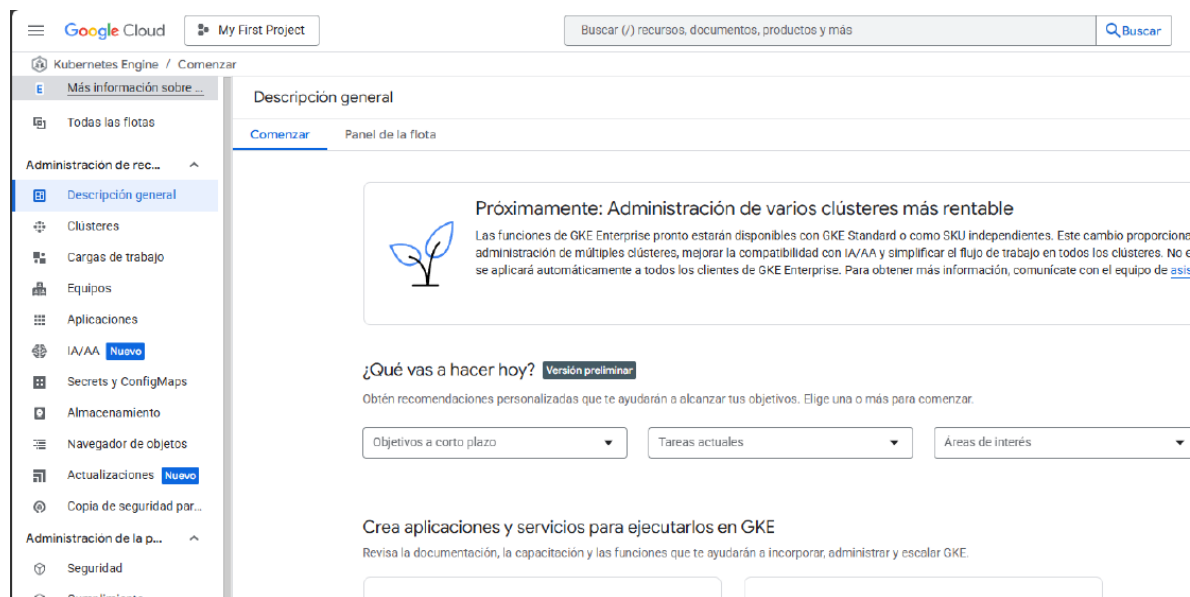 Google Cloud
My First Project
Buscar (/) recursos, documentos, productos y más
Buscar
Kubernetes Engine / Comenzar
E
Más información sobre ...
Todas las flotas
Administración de rec...
Descripción general
Clústeres
Cargas de trabajo
Equipos
Aplicaciones
IA/AA Nuevo
Secrets y ConfigMaps
Almacenamiento
Navegador de objetos
Actualizaciones Nuevo
Copia de seguridad par...
Administración de la p...
Seguridad
Descripción general
Comenzar
Panel de la flota
Próximamente: Administración de varios clústeres más rentable
Las funciones de GKE Enterprise pronto estarán disponibles con GKE Standard o como SKU independientes. Este cambio proporciona
administración de múltiples clústeres, mejorar la compatibilidad con IA/AA y simplificar el flujo de trabajo en todos los clústeres. No
se aplicará automáticamente a todos los clientes de GKE Enterprise. Para obtener más información, comunícate con el equipo de
¿Qué vas a hacer hoy? Versión preliminar
Obtén recomendaciones personalizadas que te ayudarán a alcanzar tus objetivos. Elige una o más para comenzar.
Objetivos a corto plazo
Tareas actuales
Áreas de interés
Crea aplicaciones y servicios para ejecutarlos en GKE
Revisa la documentación, la capacitación y las funciones que te ayudarán a incorporar, administrar y escalar GKE.